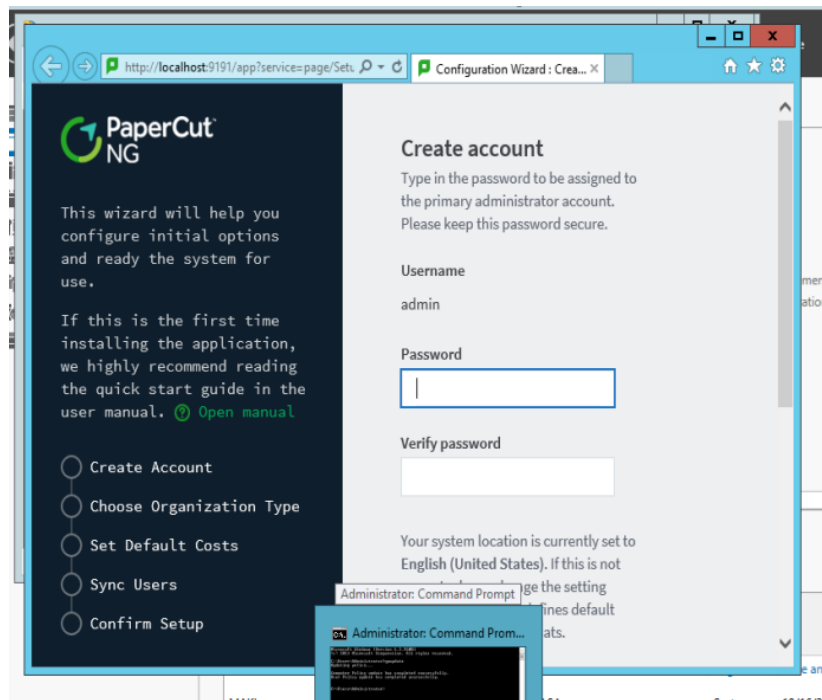 http://localhost:9191/app?service=page/Setu
Configuration Wizard : Crea...
PaperCut
NG
This wizard will help you
configure initial options
and ready the system for
use.
If this is the first time
installing the application,
we highly recommend reading
the quick start guide in the
user manual. Open manual
Create Account
Choose Organization Type
Set Default Costs
Sync Users
Confirm Setup
Create account
Type in the password to be assigned to
the primary administrator account.
Please keep this password secure.
Username
admin
Password
Verify password
Your system location is currently set to
English (United States). If this is not
the setting
default
Administrator: Command Prompt
Administrator: Command Prom...